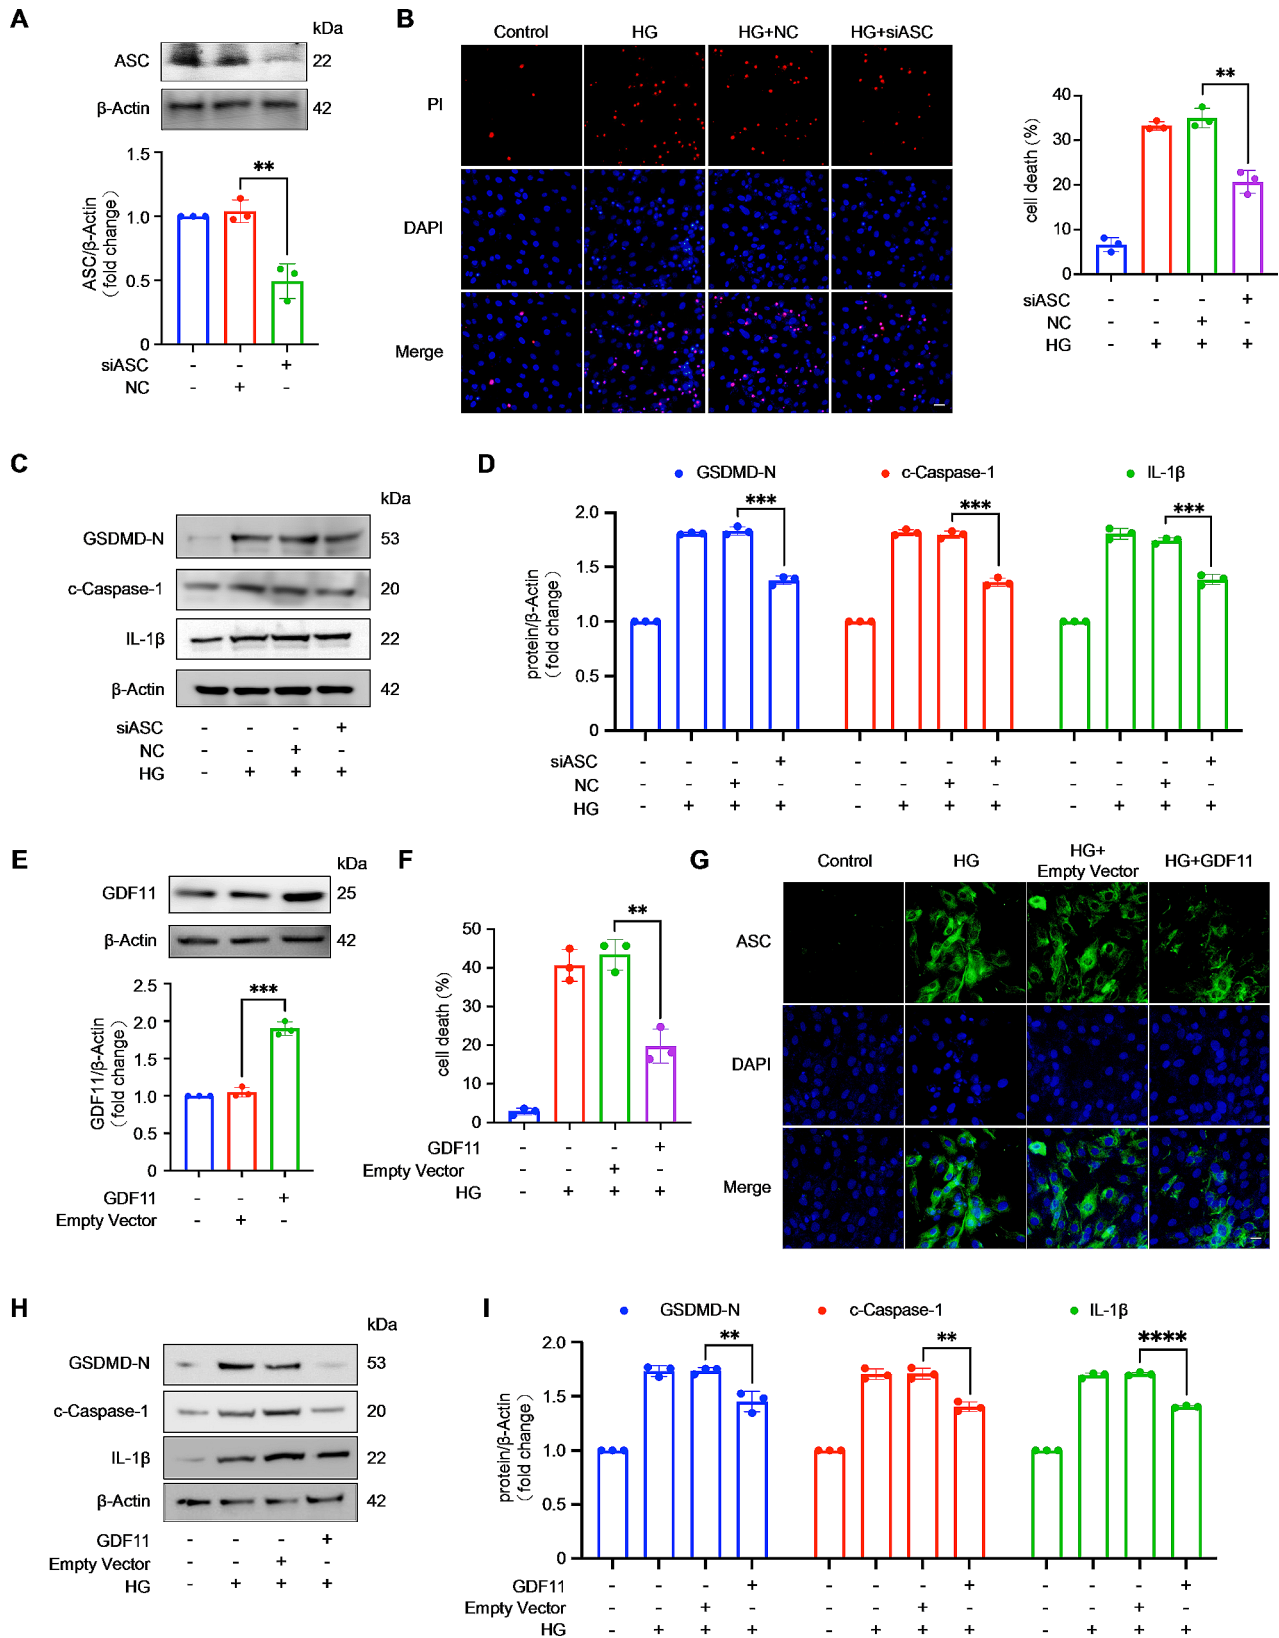 A
kDa
ASC
22
β-Actin
42
1.5
1.0
0.5
0
ASC/β-Actin
(fold change)
**
siASC - - +
NC - + -
B
Control HG HG+NC HG+siASC
PI
DAPI
Merge
40
30
20
10
0
cell death (%)
**
siASC - - - +
NC - - + -
HG - + + +
C
kDa
GSDMD-N 53
c-Caspase-1 20
IL-1β 22
β-Actin 42
siASC - - - +
NC - - + -
HG - + + +
D
GSDMD-N c-Caspase-1 IL-1β
2.0
1.5
1.0
0.5
0
protein/β-Actin
(fold change)
*** *** ***
siASC - - - + - - - + - - - +
NC - - + - - - + - - - + -
HG - + + + - + + + - + + +
E
kDa
GDF11 25
β-Actin 42
2.5
2.0
1.5
1.0
0.5
0
GDF11/β-Actin
(fold change)
***
GDF11 - - +
Empty Vector - + -
F
50
40
30
20
10
0
cell death (%)
**
GDF11 - - - +
Empty Vector - - + -
HG - + + +
G
Control HG HG+ Empty Vector HG+GDF11
ASC
DAPI
Merge
H
kDa
GSDMD-N 53
c-Caspase-1 20
IL-1β 22
β-Actin 42
GDF11 - - - +
Empty Vector - - + -
HG - + + +
I
GSDMD-N c-Caspase-1 IL-1β
2.0
1.5
1.0
0.5
0
protein/β-Actin
(fold change)
** ** ****
GDF11 - - - + - - - + - - - +
Empty Vector - - + - - - + - - - + -
HG - + + + - + + + - + + +